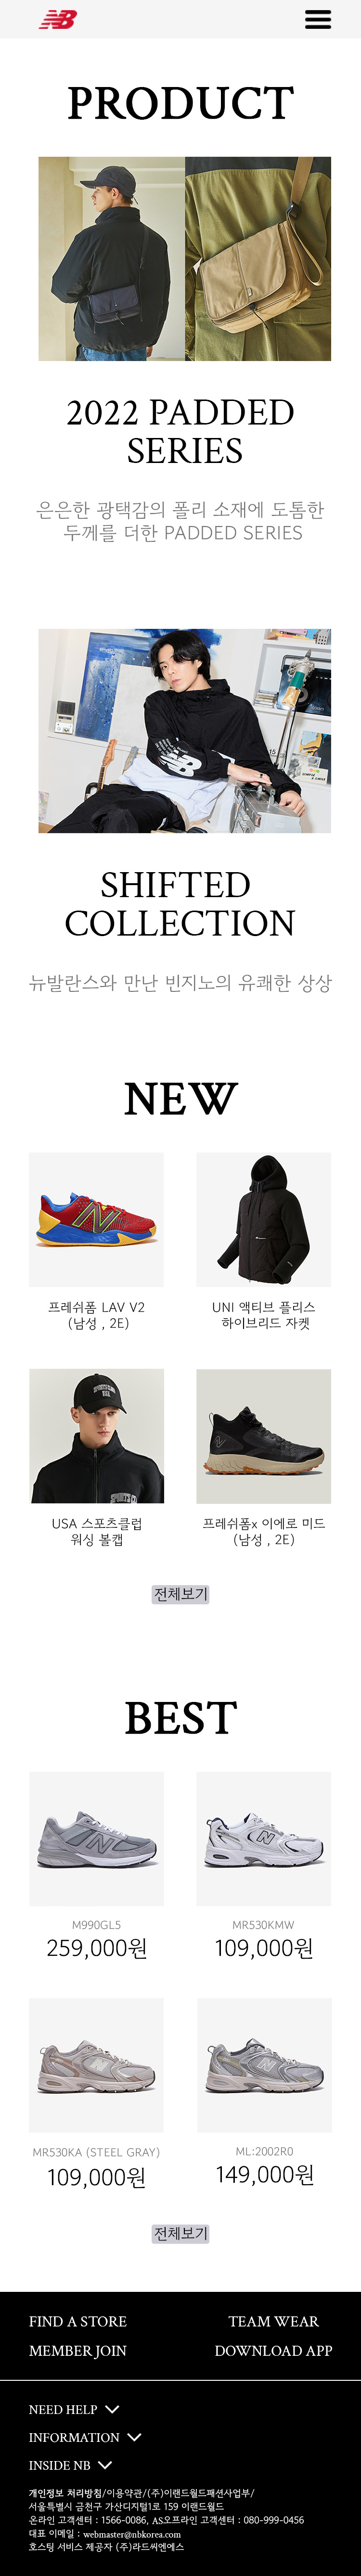 NB
PRODUCT
2022 PADDED
SERIES
은은한 광택감의 폴리 소재에 도톰한
두께를 더한 PADDED SERIES
SHIFTED
COLLECTION
뉴발란스와 만난 빈지노의 유쾌한 상상
NEW
프레쉬폼 LAV V2
(남성 , 2E)
UNI 액티브 플리스
하이브리드 자켓
USA 스포츠클럽
워싱 볼캡
프레쉬폼x 이에로 미드
(남성 , 2E)
전체보기
BEST
M990GL5
259,000원
MR530KMW
109,000원
MR530KA (STEEL GRAY)
109,000원
ML:2002R0
149,000원
전체보기
FIND A STORE
TEAM WEAR
MEMBER JOIN
DOWNLOAD APP
NEED HELP
INFORMATION
INSIDE NB
개인정보 처리방침/이용약관/(주)이랜드월드패션사업부/
서울특별시 금천구 가산디지털1로 159 이랜드월드
온라인 고객센터 : 1566-0086, AS오프라인 고객센터 : 080-999-0456
대표 이메일 : webmaster@nbkorea.com
호스팅 서비스 제공자 (주)라드씨엔에스